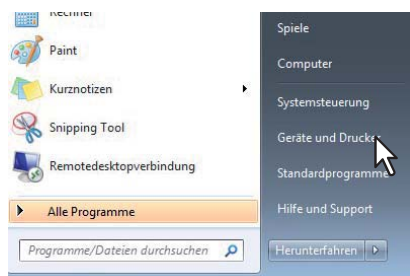 Rechner
Paint
Kurznotizen
Snipping Tool
Remotedesktopverbindung
Alle Programme
Programme/Dateien durchsuchen
Spiele
Computer
Systemsteuerung
Geräte und Drucker
Standardprogramme
Hilfe und Support
Herunterfahren